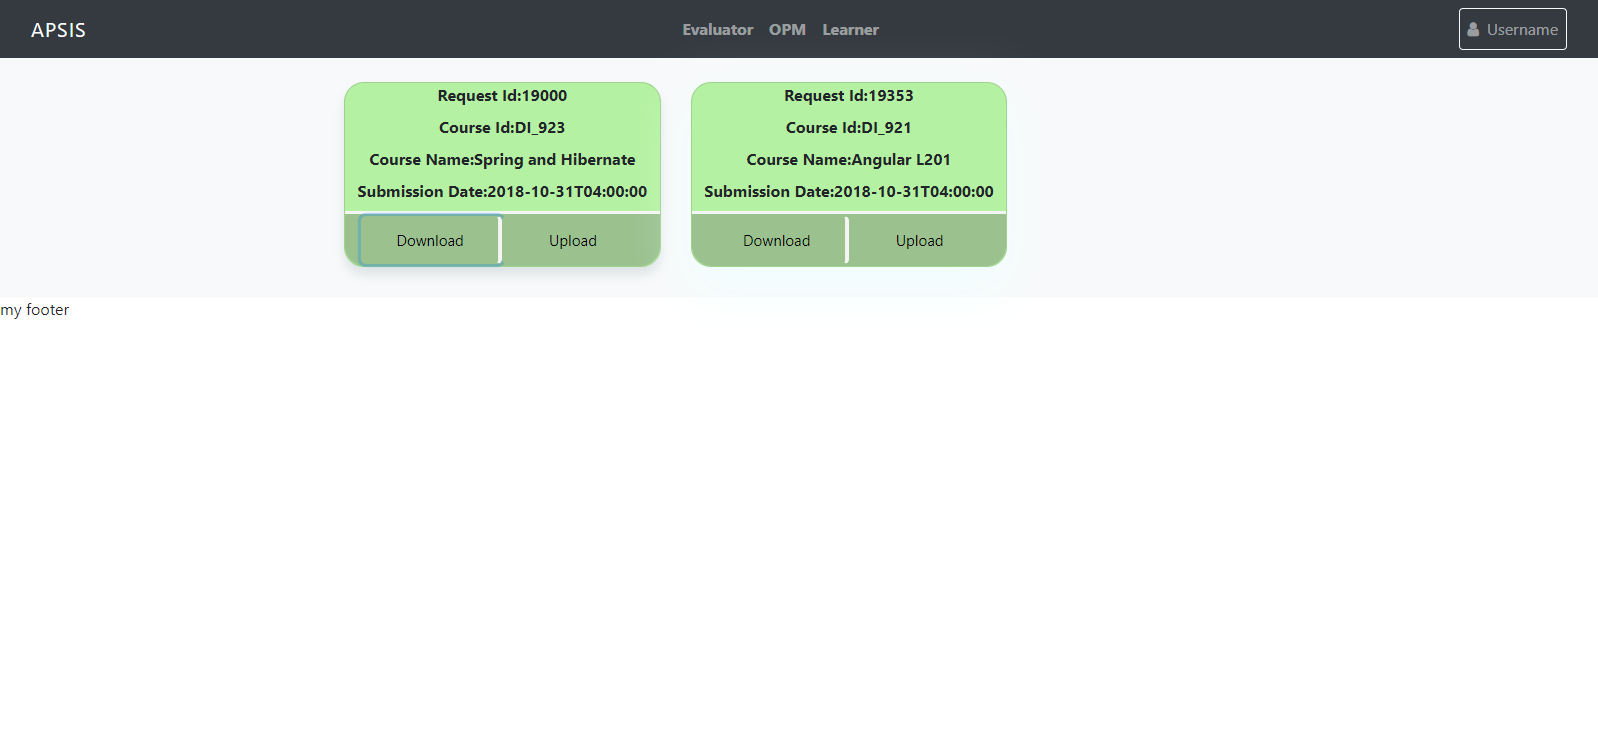 APSIS Evaluator OPM Learner Username
Request Id:19000
Course Id:DI_923
Course Name:Spring and Hibernate
Submission Date:2018-10-31T04:00:00
Download Upload
Request Id:19353
Course Id:DI_921
Course Name:Angular L201
Submission Date:2018-10-31T04:00:00
Download Upload
my footer